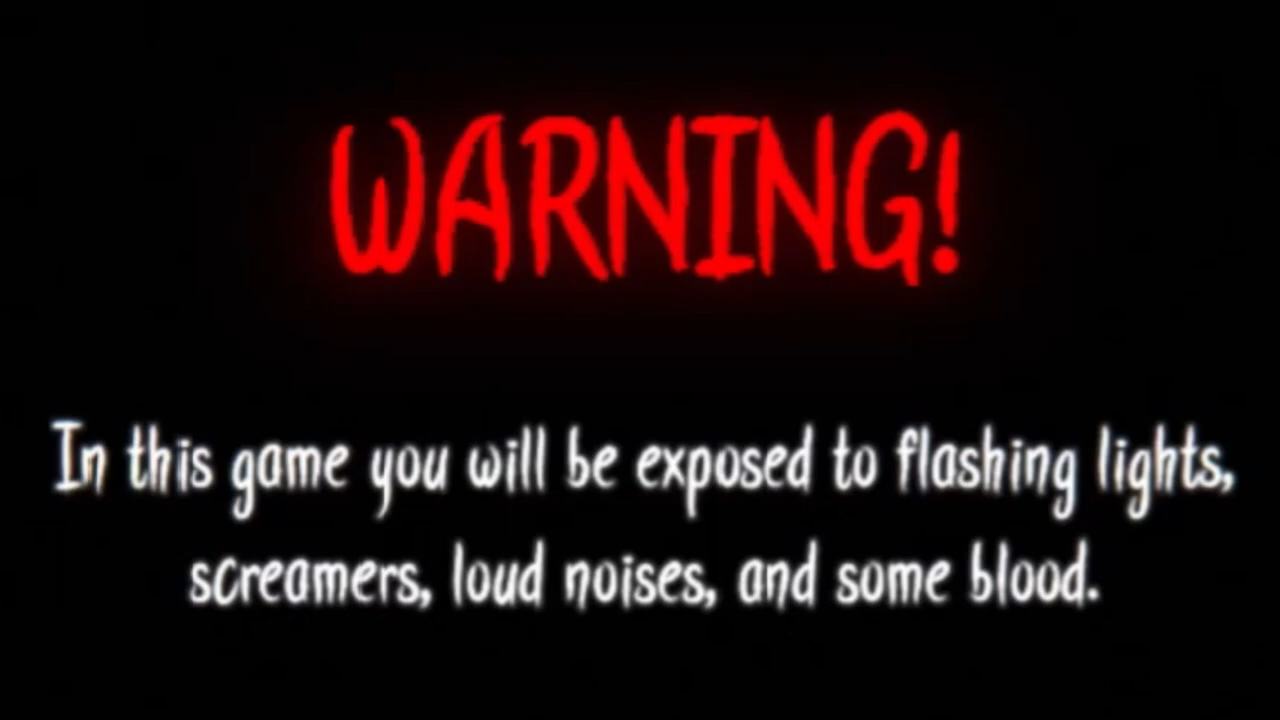 WARNING!
In this game you will be exposed to flashing lights,
screamers, loud noises, and some blood.